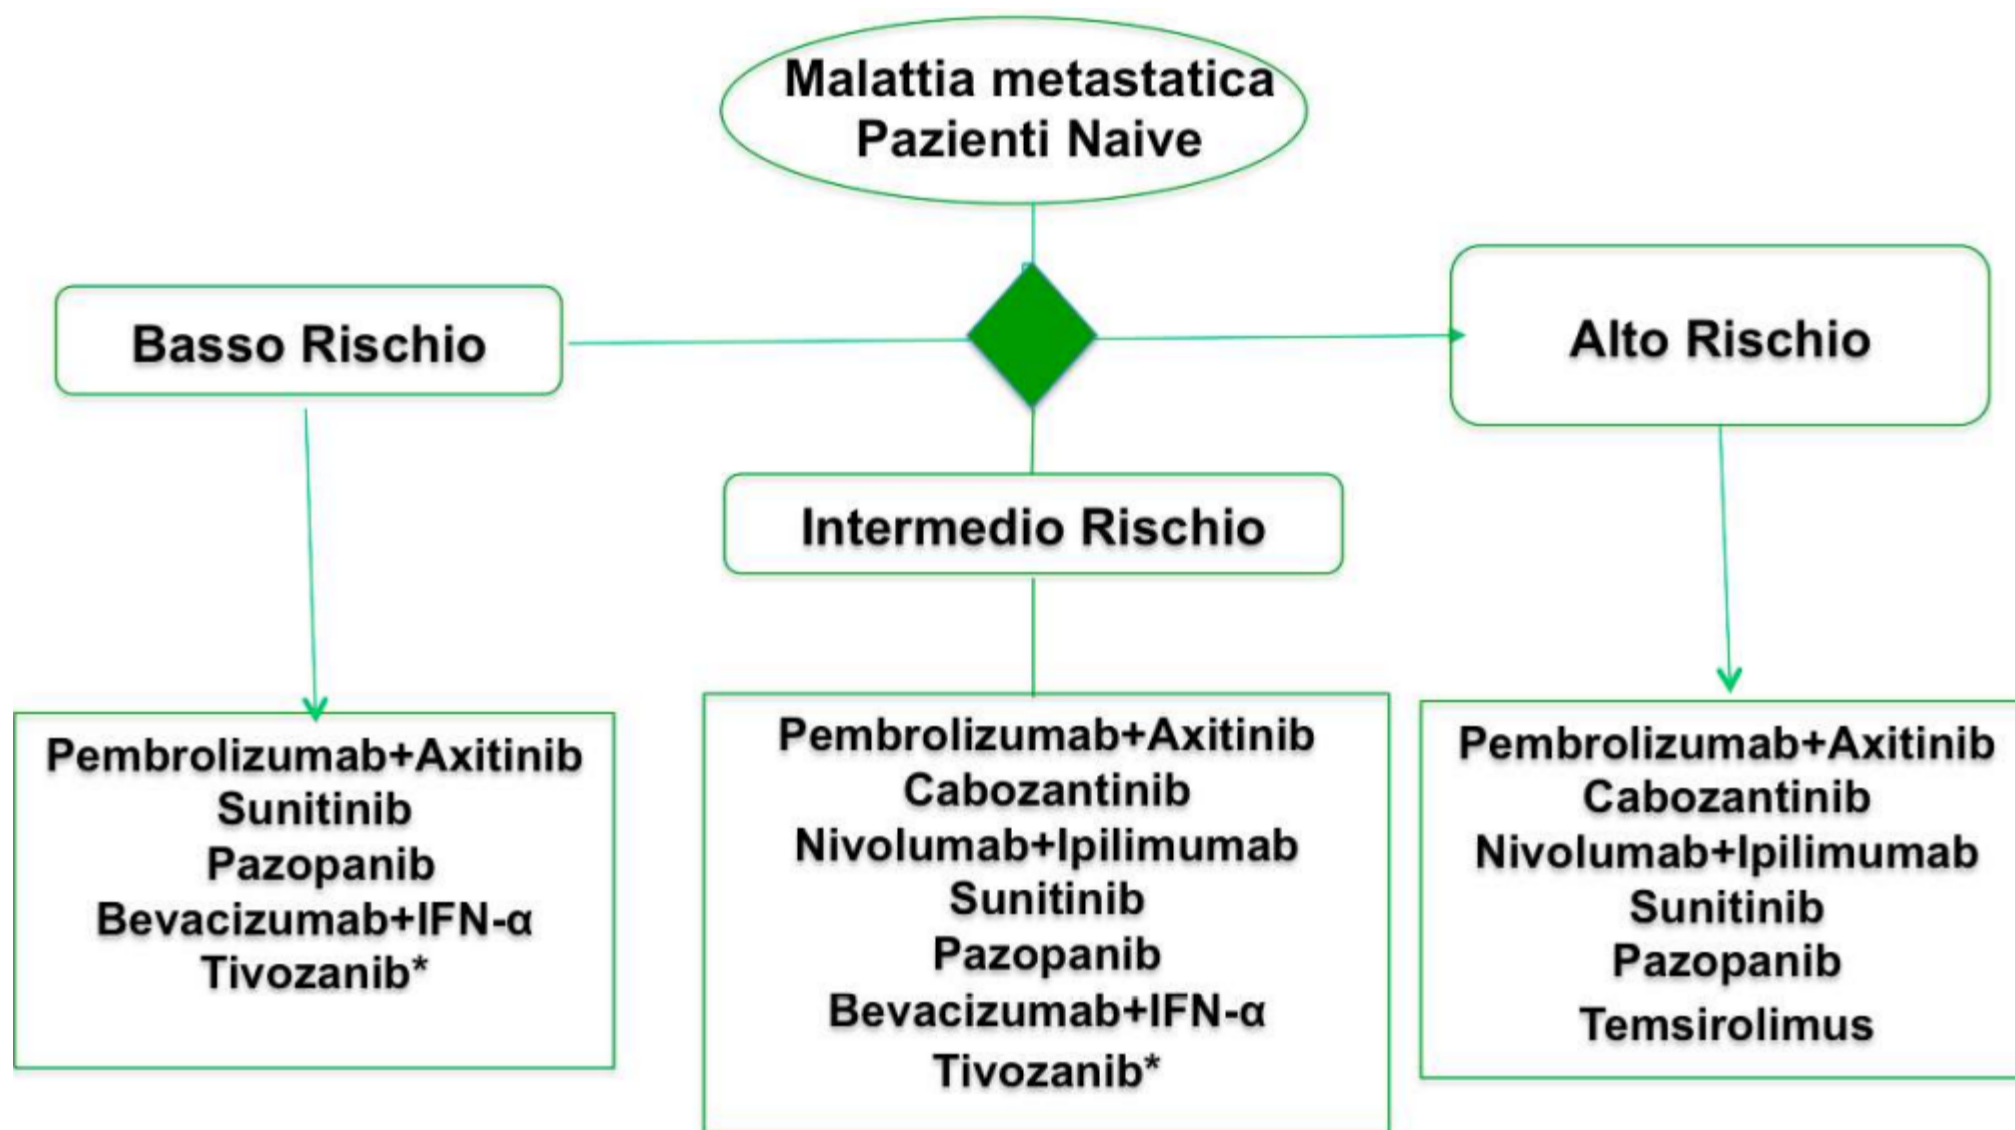 Malattia metastatica
Pazienti Naive
Basso Rischio
Alto Rischio
Intermedio Rischio
Pembrolizumab+Axitinib
Sunitinib
Pazopanib
Bevacizumab+IFN-α
Tivozanib*
Pembrolizumab+Axitinib
Cabozantinib
Nivolumab+Ipilimumab
Sunitinib
Pazopanib
Bevacizumab+IFN-α
Tivozanib*
Pembrolizumab+Axitinib
Cabozantinib
Nivolumab+Ipilimumab
Sunitinib
Pazopanib
Temsirolimus